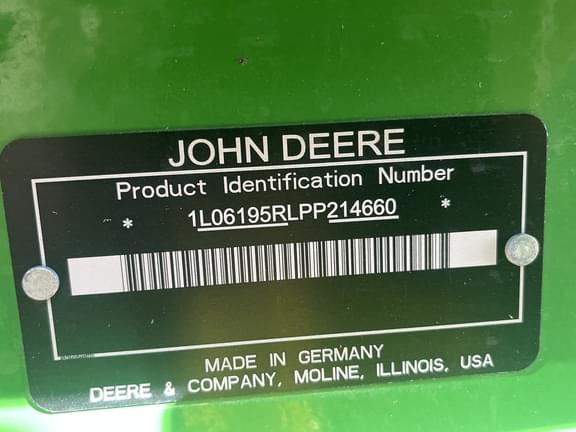 JOHN DEERE
Product Identification Number
* 1L06195RLPP214660 *
MADE IN GERMANY
DEERE & COMPANY, MOLINE, ILLINOIS, USA